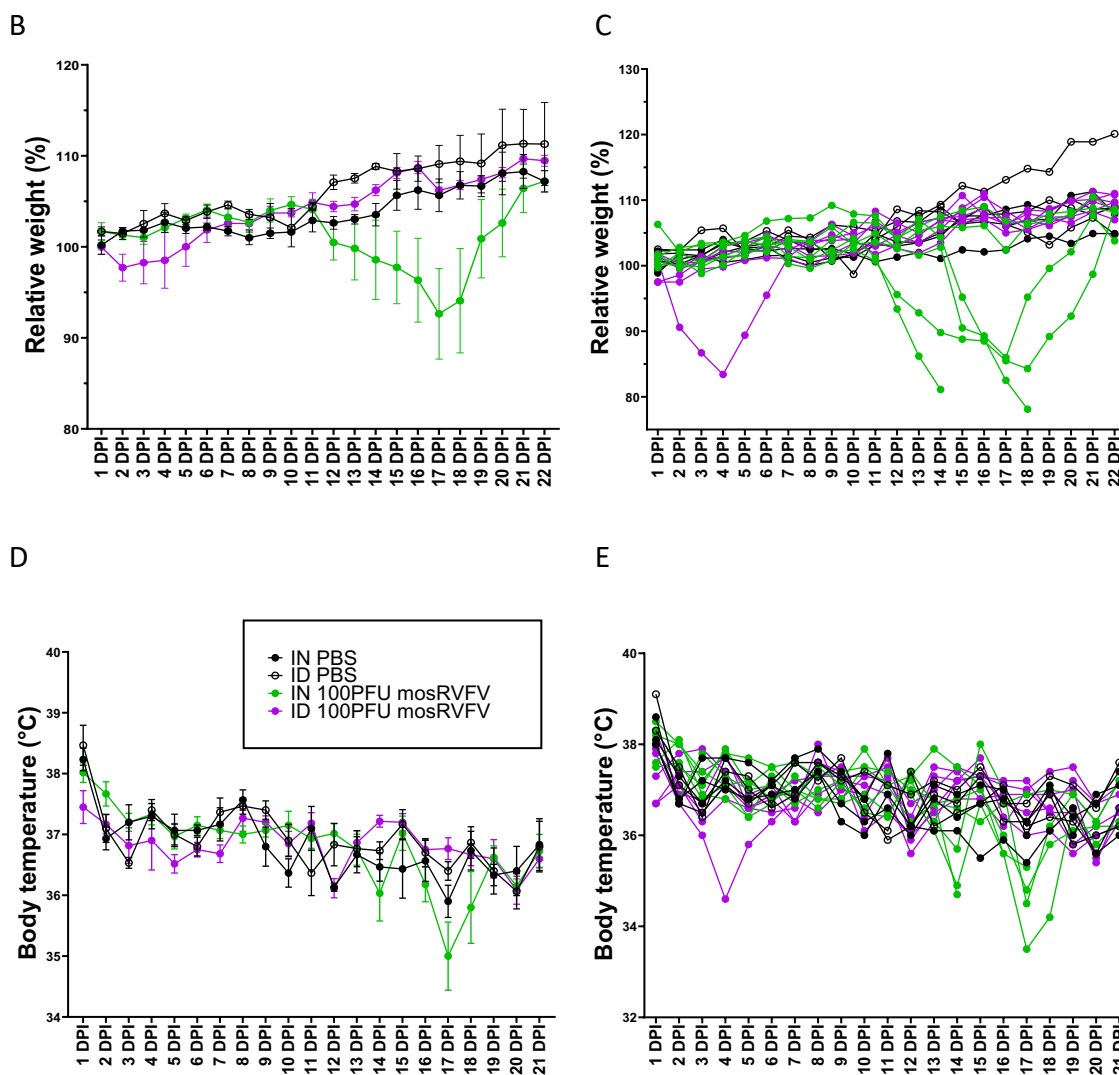 B
C
Relative weight (%)
120
110
100
90
80
1 DPI
2 DPI
3 DPI
4 DPI
5 DPI
6 DPI
7 DPI
8 DPI
9 DPI
10 DPI
11 DPI
12 DPI
13 DPI
14 DPI
15 DPI
16 DPI
17 DPI
18 DPI
19 DPI
20 DPI
21 DPI
22 DPI
Relative weight (%)
130
120
110
100
90
80
1 DPI
2 DPI
3 DPI
4 DPI
5 DPI
6 DPI
7 DPI
8 DPI
9 DPI
10 DPI
11 DPI
12 DPI
13 DPI
14 DPI
15 DPI
16 DPI
17 DPI
18 DPI
19 DPI
20 DPI
21 DPI
22 DPI
D
E
Body temperature (°C)
40
39
38
37
36
35
34
IN PBS
ID PBS
IN 100PFU mosRVFV
ID 100PFU mosRVFV
1 DPI
2 DPI
3 DPI
4 DPI
5 DPI
6 DPI
7 DPI
8 DPI
9 DPI
10 DPI
11 DPI
12 DPI
13 DPI
14 DPI
15 DPI
16 DPI
17 DPI
18 DPI
19 DPI
20 DPI
21 DPI
Body temperature (°C)
40
38
36
34
32
1 DPI
2 DPI
3 DPI
4 DPI
5 DPI
6 DPI
7 DPI
8 DPI
9 DPI
10 DPI
11 DPI
12 DPI
13 DPI
14 DPI
15 DPI
16 DPI
17 DPI
18 DPI
19 DPI
20 DPI
21 DPI